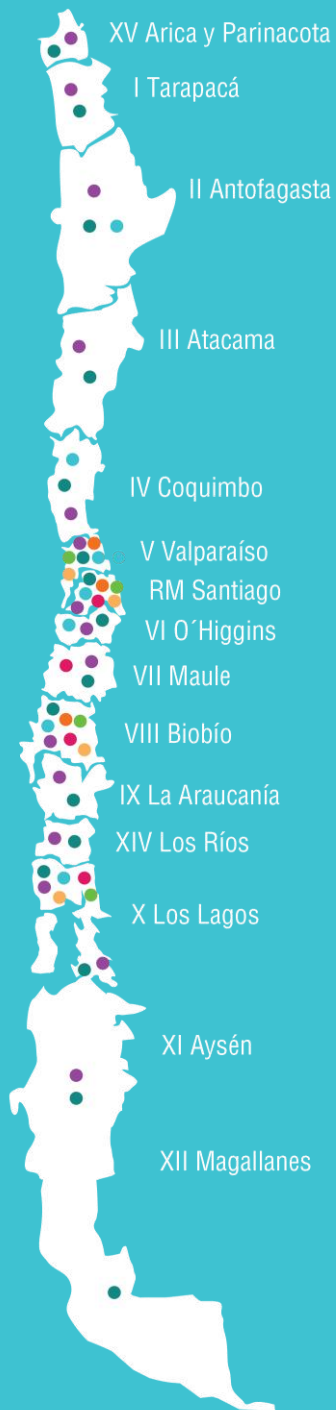 XV Arica y Parinacota
I Tarapacá
II Antofagasta
III Atacama
IV Coquimbo
V Valparaíso
RM Santiago
VI O´Higgins
VII Maule
VIII Biobío
IX La Araucanía
XIV Los Ríos
X Los Lagos
XI Aysén
XII Magallanes